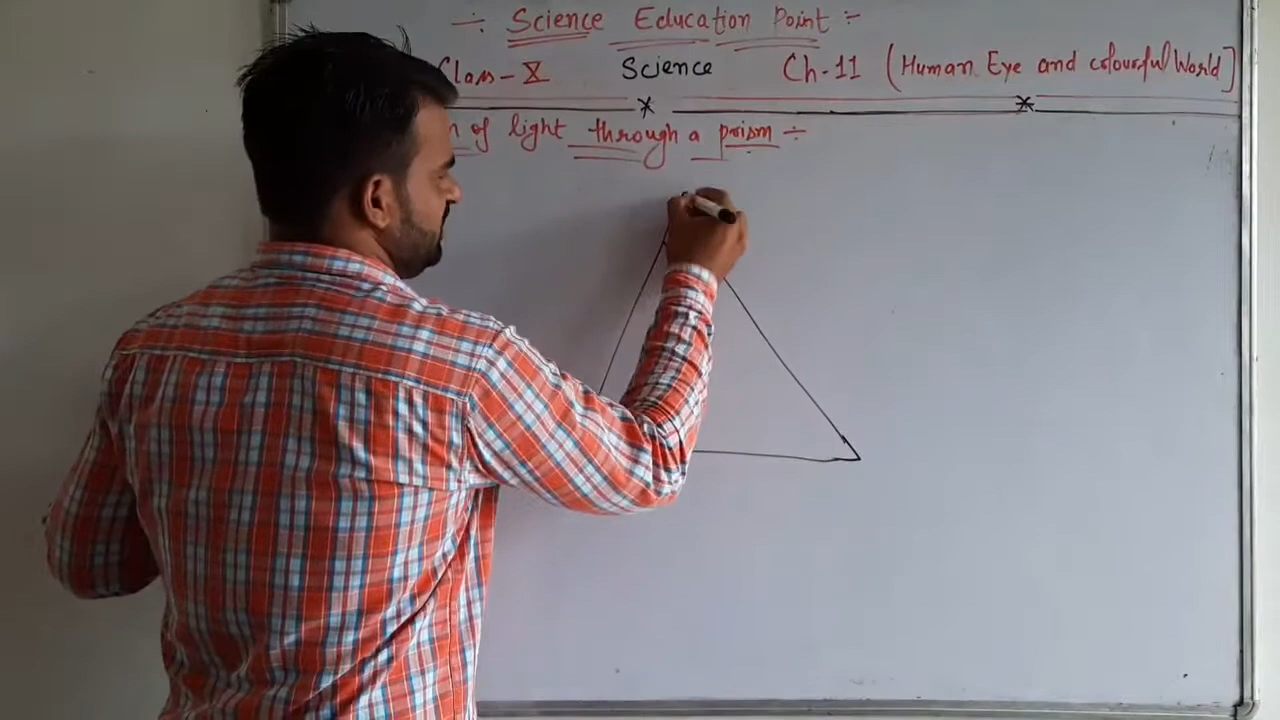 ÷ Science Education Point ÷
Class-X Science Ch-11 (Human Eye and colourful World]
of light through a prism ÷